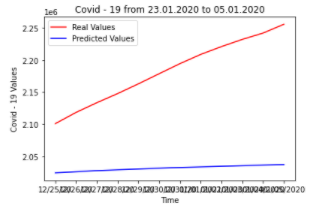 Covid - 19 from 23.01.2020 to 05.01.2020
1e6
Real Values
Predicted Values
2.25
2.20
2.15
2.10
2.05
Covid - 19 Values
Time